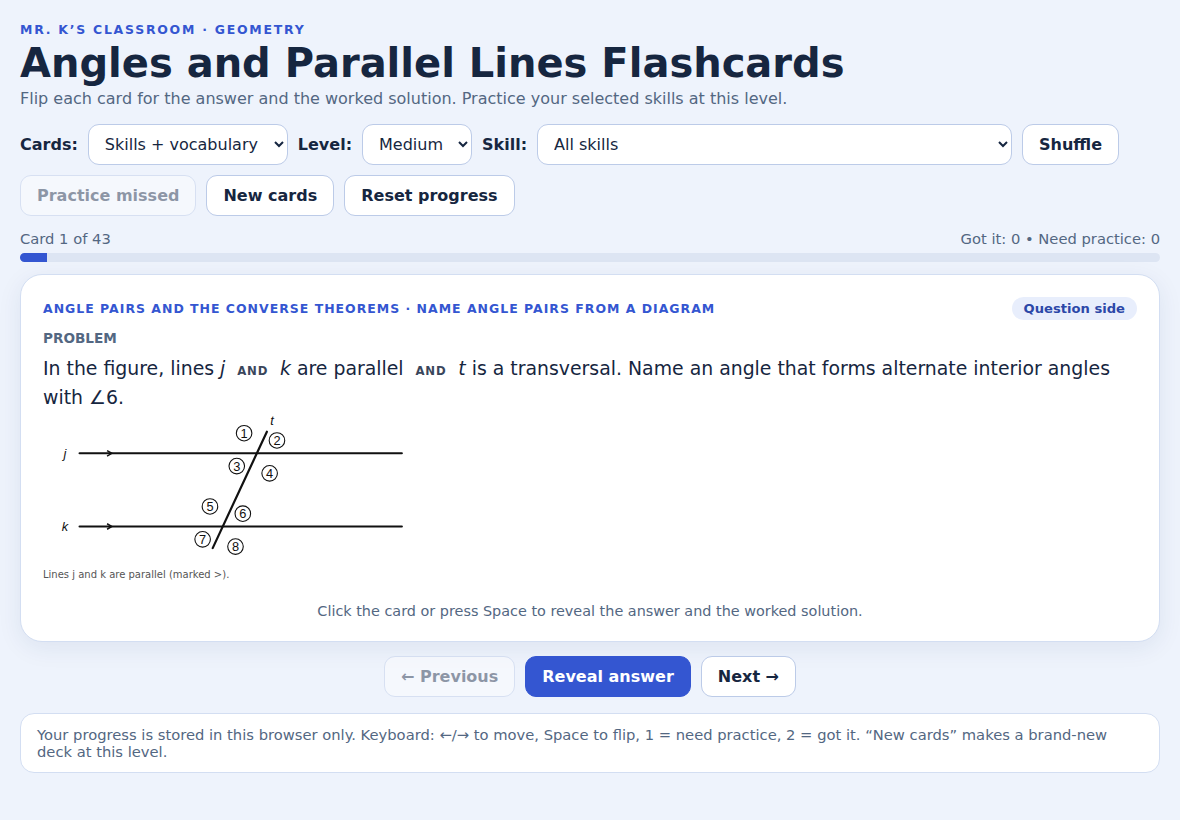 MR. K’S CLASSROOM · GEOMETRY
Angles and Parallel Lines Flashcards
Flip each card for the answer and the worked solution. Practice your selected skills at this level.
Cards: Skills + vocabulary Level: Medium Skill: All skills Shuffle
Practice missed New cards Reset progress
Card 1 of 43 Got it: 0 • Need practice: 0
ANGLE PAIRS AND THE CONVERSE THEOREMS · NAME ANGLE PAIRS FROM A DIAGRAM Question side
PROBLEM
In the figure, lines j AND k are parallel AND t is a transversal. Name an angle that forms alternate interior angles
with ∠6.
t
1 2
j
3 4
5 6
k
7 8
Lines j and k are parallel (marked >).
Click the card or press Space to reveal the answer and the worked solution.
← Previous Reveal answer Next →
Your progress is stored in this browser only. Keyboard: ←/→ to move, Space to flip, 1 = need practice, 2 = got it. “New cards” makes a brand-new
deck at this level.